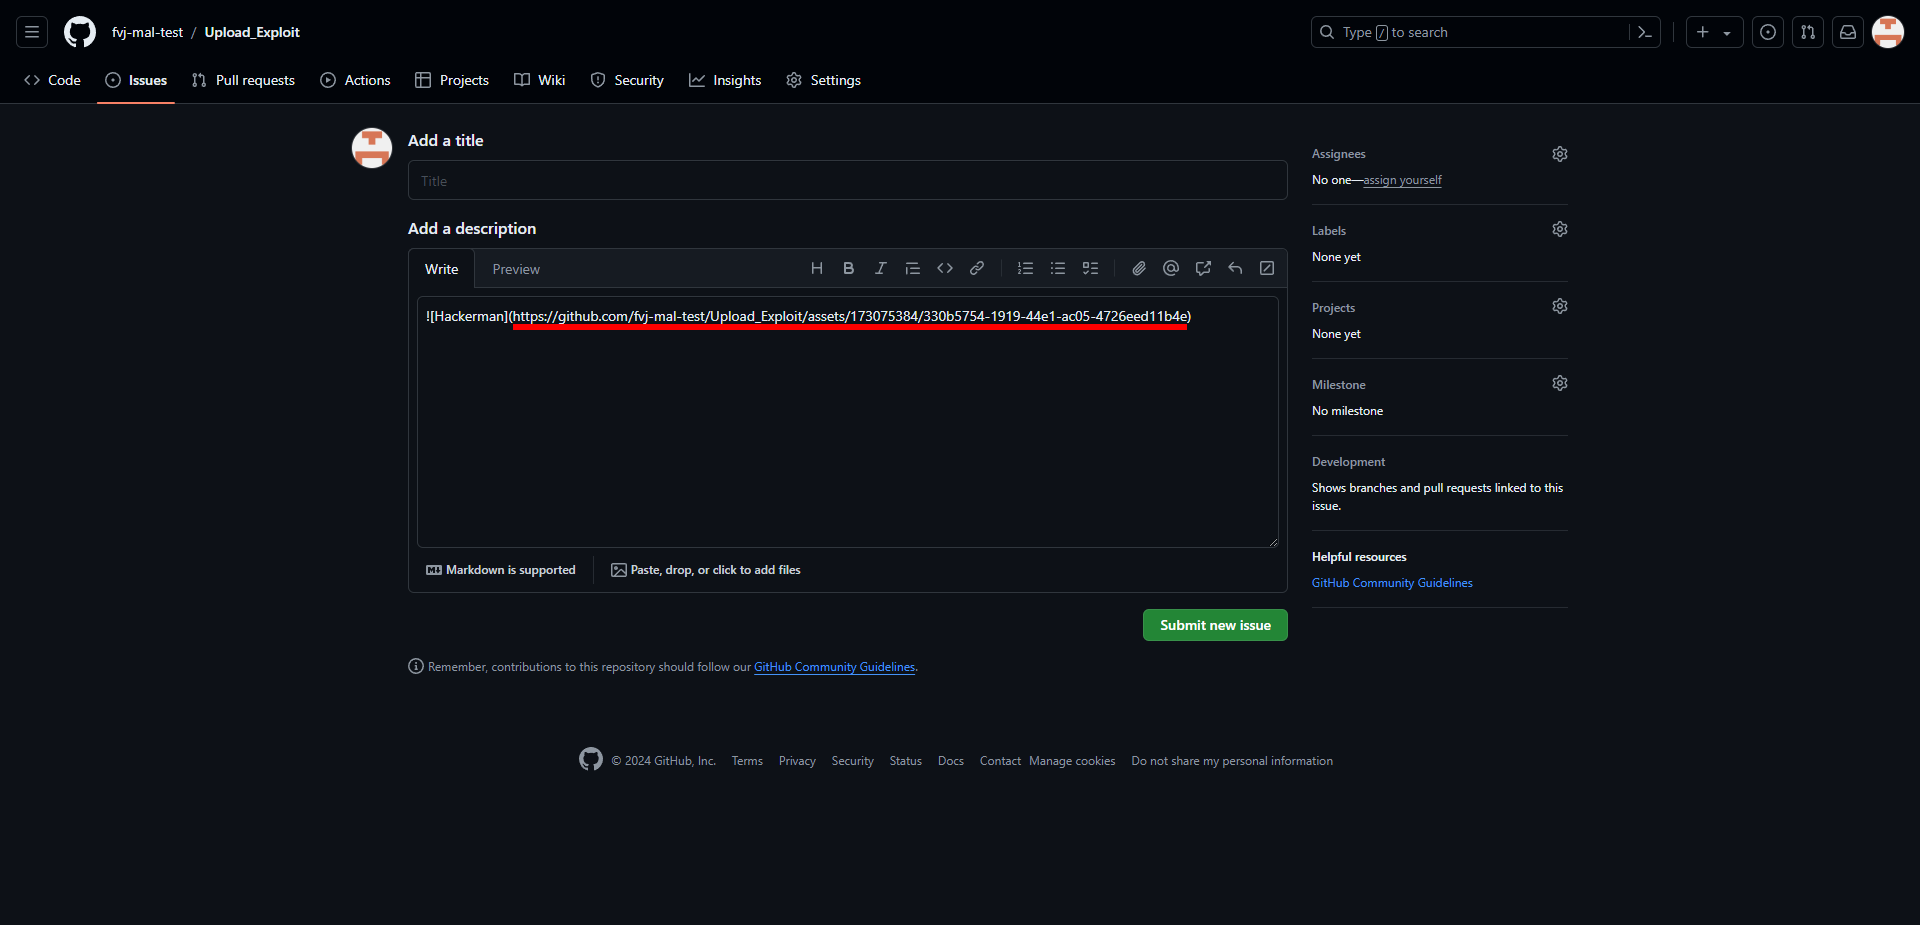 fvj-mal-test / Upload_Exploit
Type / to search
Code Issues Pull requests Actions Projects Wiki Security Insights Settings
Add a title
Title
Add a description
Write Preview
![Hackerman](https://github.com/fvj-mal-test/Upload_Exploit/assets/173075384/330b5754-1919-44e1-ac05-4726eed11b4e)
Markdown is supported
Paste, drop, or click to add files
Submit new issue
Remember, contributions to this repository should follow our GitHub Community Guidelines.
Assignees
No one—assign yourself
Labels
None yet
Projects
None yet
Milestone
No milestone
Development
Shows branches and pull requests linked to this
issue.
Helpful resources
GitHub Community Guidelines
© 2024 GitHub, Inc. Terms Privacy Security Status Docs Contact Manage cookies Do not share my personal information